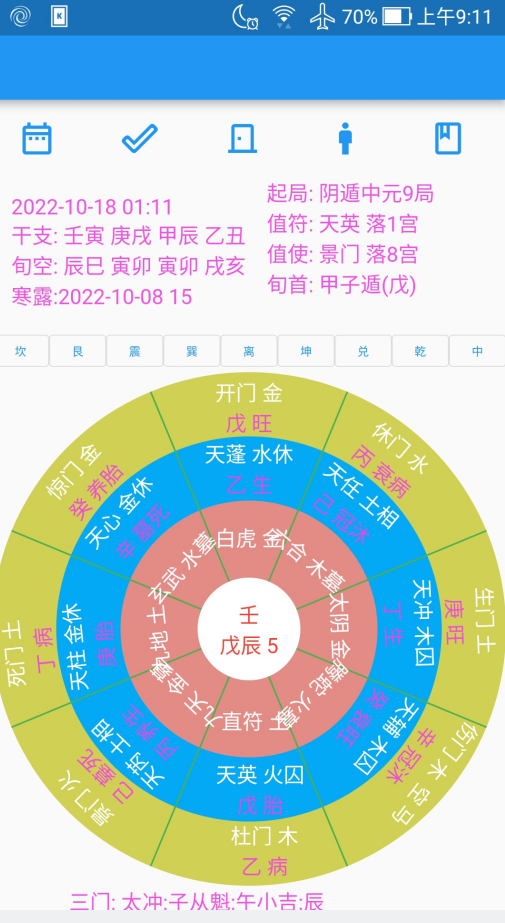 70% 上午9:11
2022-10-18 01:11
干支: 壬寅 庚戌 甲辰 乙丑
旬空: 辰巳 寅卯 寅卯 戌亥
寒露:2022-10-08 15
起局: 阴遁中元9局
值符: 天英 落1宫
值使: 景门 落8宫
旬首: 甲子遁(戊)
坎 艮 震 巽 离 坤 兑 乾 中
开门 金
戊 旺
天蓬 水休
乙 生
白虎 金
休门 水
丙 衰病
天任 土相
己 冠沐
六合 木墓
生门 土
庚 旺
天冲 木囚
丁 生
太阴 金
伤门 木 空 马
辛 冠沐
天辅 木囚
癸 衰旺
螣蛇 火墓
杜门 木
乙 病
天英 火囚
戊 胎
直符 土
景门 火
己 墓死
天芮 土相
丙 养生
九天 金墓
死门 土
丁 病
天柱 金休
庚 胎
九地 土
惊门 金
癸 养胎
天心 金休
辛 墓死
玄武 水墓
壬
戊辰 5
三门: 太冲:子从魁:午小吉:辰